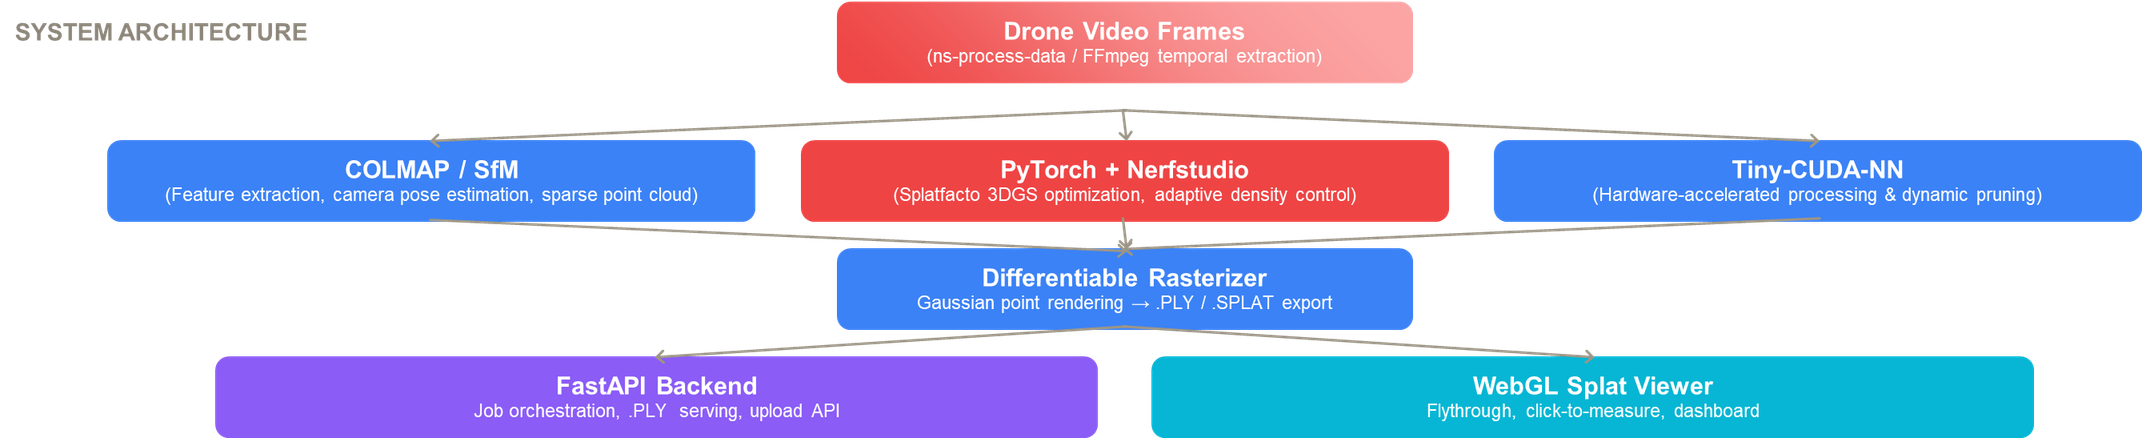 SYSTEM ARCHITECTURE
Drone Video Frames
(ns-process-data / FFmpeg temporal extraction)
COLMAP / SfM
(Feature extraction, camera pose estimation, sparse point cloud)
PyTorch + Nerfstudio
(Splatfacto 3DGS optimization, adaptive density control)
Tiny-CUDA-NN
(Hardware-accelerated processing & dynamic pruning)
Differentiable Rasterizer
Gaussian point rendering → .PLY / .SPLAT export
FastAPI Backend
Job orchestration, .PLY serving, upload API
WebGL Splat Viewer
Flythrough, click-to-measure, dashboard